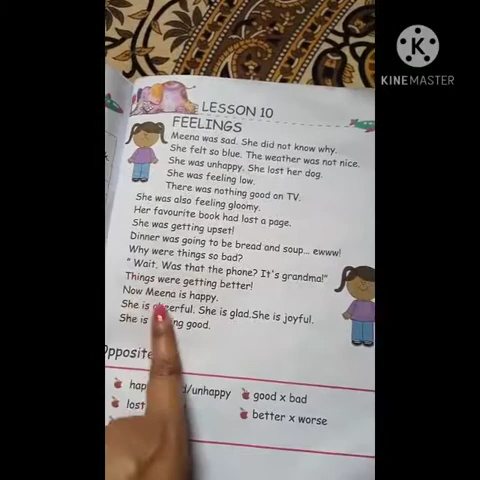 K
KINEMASTER
LESSON 10
FEELINGS
Meena was sad. She did not know why.
She felt so blue. The weather was not nice.
She was unhappy. She lost her dog.
She was feeling low.
There was nothing good on TV.
She was also feeling gloomy.
Her favourite book had lost a page.
She was getting upset!
Dinner was going to be bread and soup... ewww!
Why were things so bad?
" Wait. Was that the phone? It's grandma!"
Things were getting better!
Now Meena is happy.
She is glad.She is joyful.
She is good.
Opposite
/unhappy
good x bad
lost
better x worse